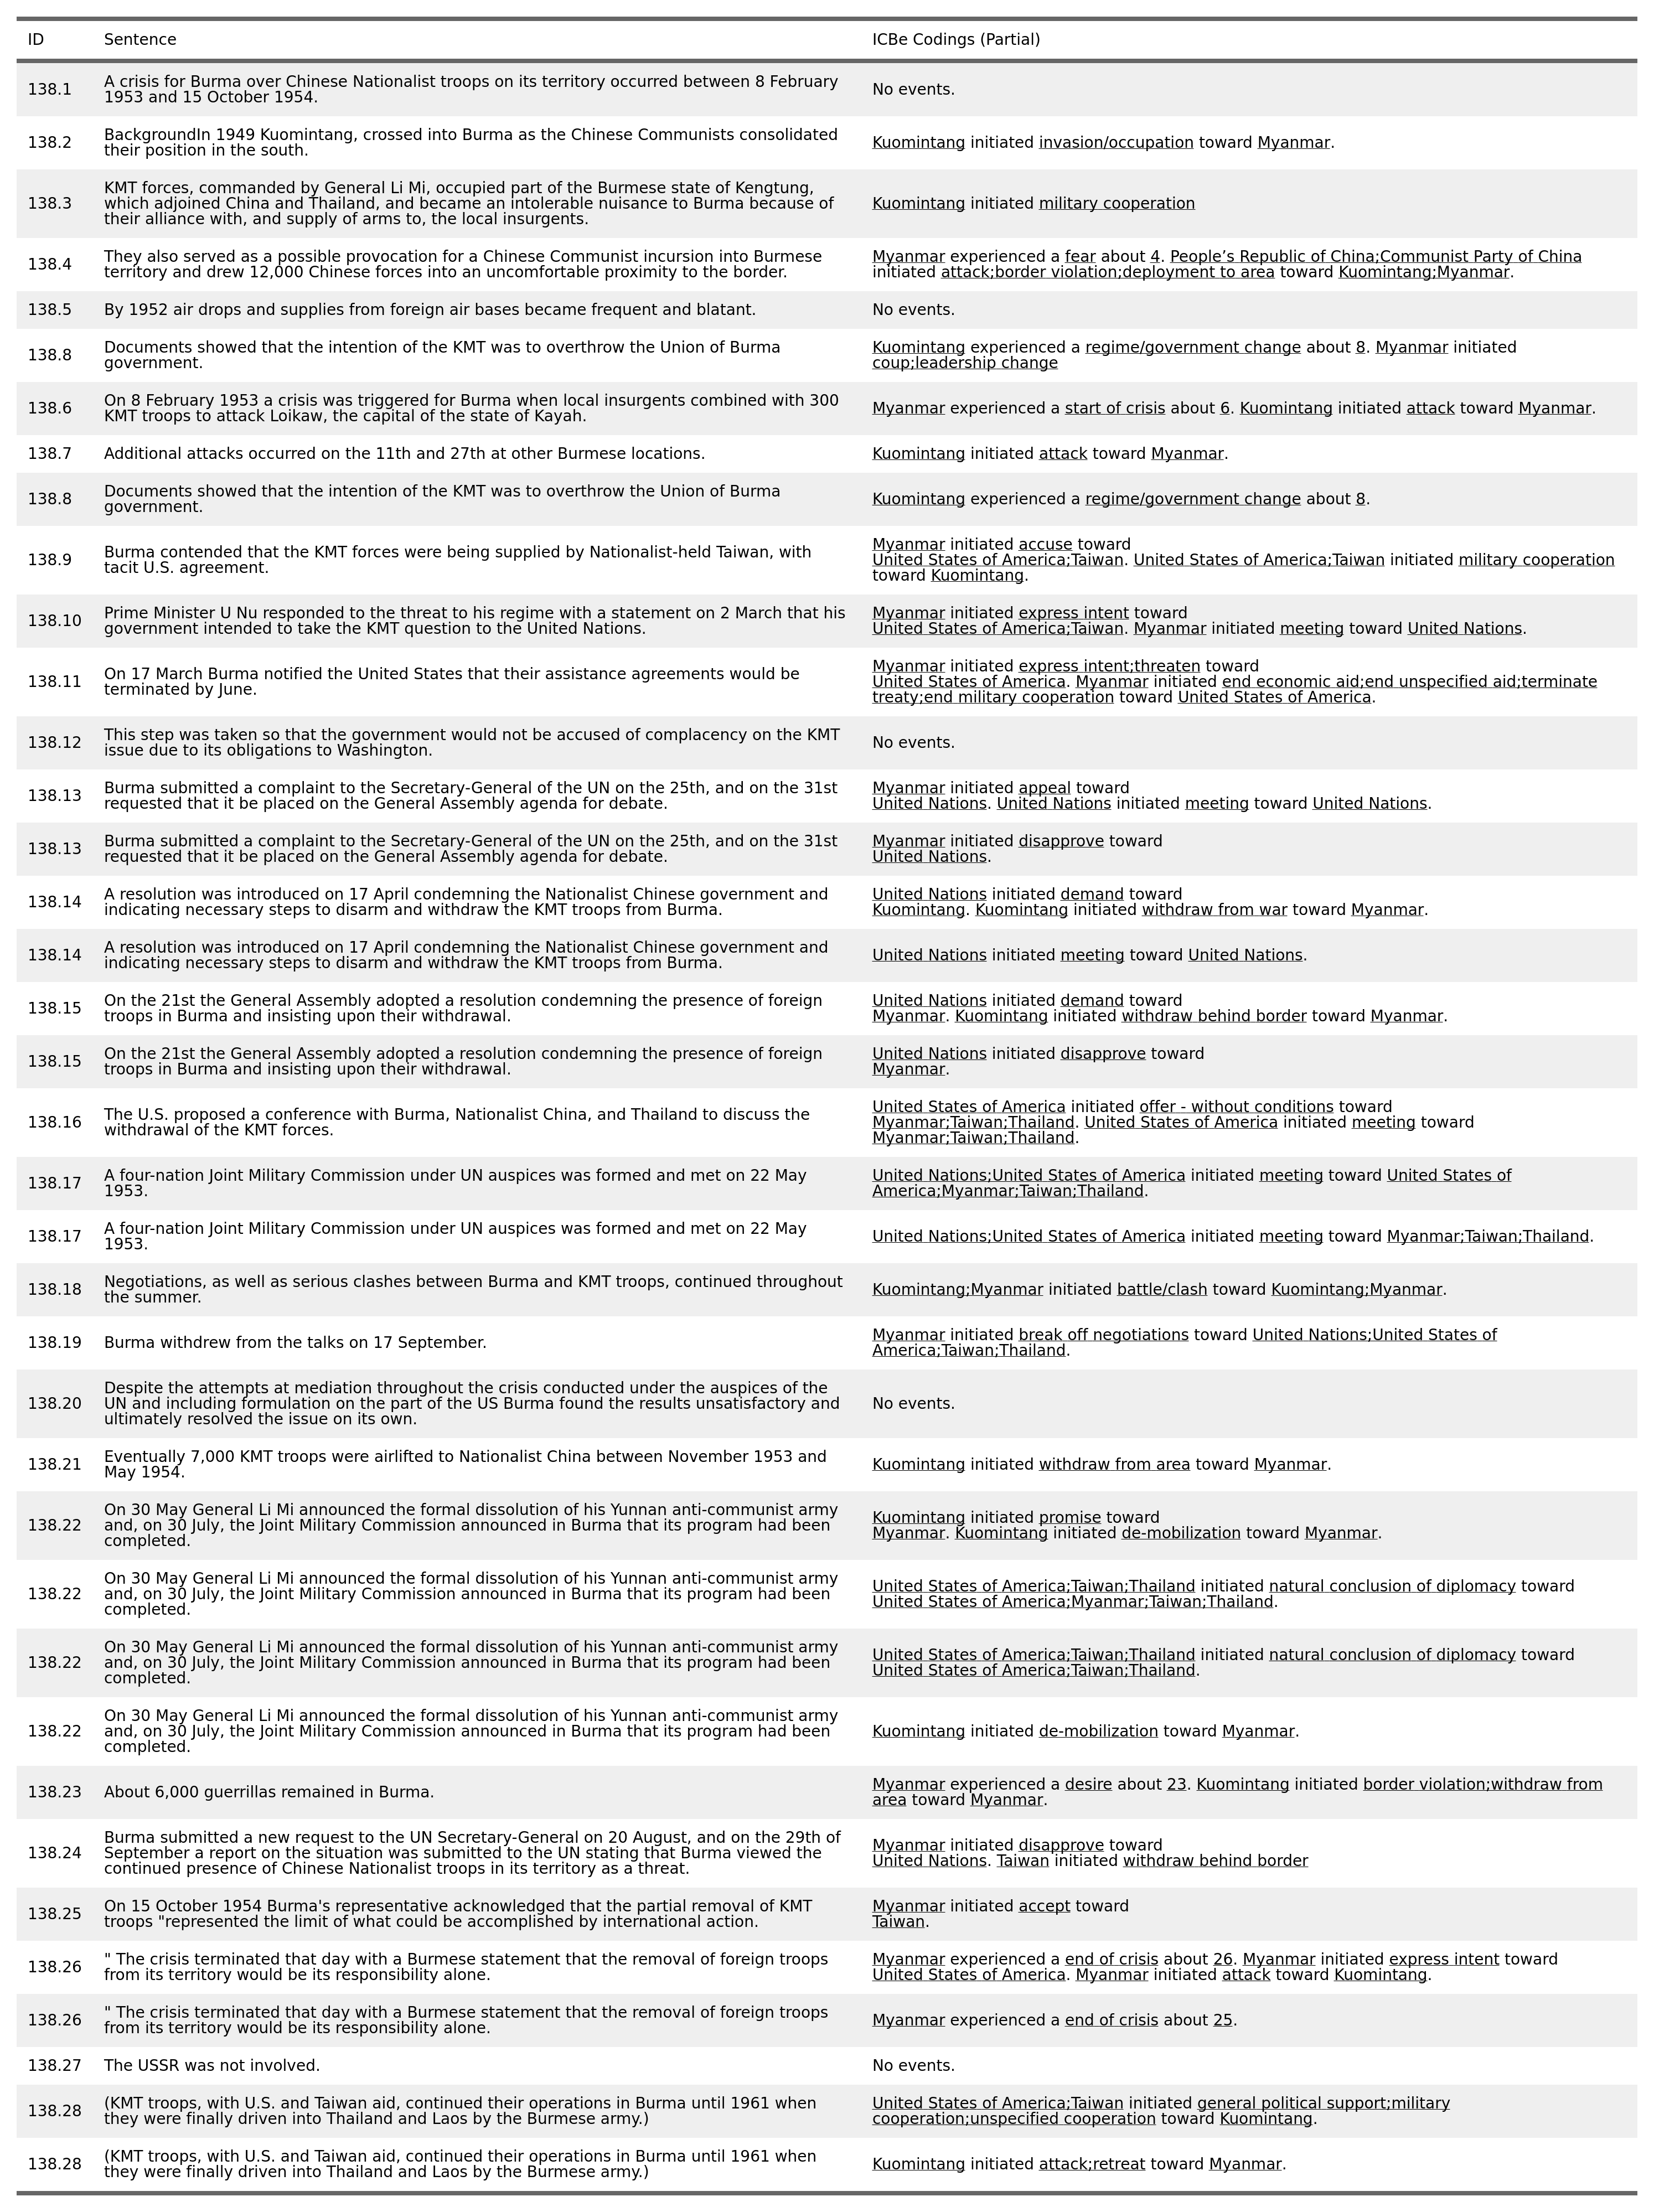 ID Sentence ICBe Codings (Partial)
138.1 A crisis for Burma over Chinese Nationalist troops on its territory occurred between 8 February
1953 and 15 October 1954. No events.
138.2 BackgroundIn 1949 Kuomintang, crossed into Burma as the Chinese Communists consolidated
their position in the south. Kuomintang initiated invasion/occupation toward Myanmar.
138.3 KMT forces, commanded by General Li Mi, occupied part of the Burmese state of Kengtung,
which adjoined China and Thailand, and became an intolerable nuisance to Burma because of
their alliance with, and supply of arms to, the local insurgents. Kuomintang initiated military cooperation
138.4 They also served as a possible provocation for a Chinese Communist incursion into Burmese
territory and drew 12,000 Chinese forces into an uncomfortable proximity to the border.
Myanmar experienced a fear about 4. People’s Republic of China;Communist Party of China
initiated attack;border violation;deployment to area toward Kuomintang;Myanmar.
138.5 By 1952 air drops and supplies from foreign air bases became frequent and blatant. No events.
138.8 Documents showed that the intention of the KMT was to overthrow the Union of Burma
government.
Kuomintang experienced a regime/government change about 8. Myanmar initiated
coup;leadership change
138.6 On 8 February 1953 a crisis was triggered for Burma when local insurgents combined with 300
KMT troops to attack Loikaw, the capital of the state of Kayah.
Myanmar experienced a start of crisis about 6. Kuomintang initiated attack toward Myanmar.
138.7 Additional attacks occurred on the 11th and 27th at other Burmese locations. Kuomintang initiated attack toward Myanmar.
138.8 Documents showed that the intention of the KMT was to overthrow the Union of Burma
government.
Kuomintang experienced a regime/government change about 8.
138.9 Burma contended that the KMT forces were being supplied by Nationalist-held Taiwan, with
tacit U.S. agreement.
Myanmar initiated accuse toward
United States of America;Taiwan. United States of America;Taiwan initiated military cooperation
toward Kuomintang.
138.10 Prime Minister U Nu responded to the threat to his regime with a statement on 2 March that his
government intended to take the KMT question to the United Nations.
Myanmar initiated express intent toward
United States of America;Taiwan. Myanmar initiated meeting toward United Nations.
138.11 On 17 March Burma notified the United States that their assistance agreements would be
terminated by June.
Myanmar initiated express intent;threaten toward
United States of America. Myanmar initiated end economic aid;end unspecified aid;terminate
treaty;end military cooperation toward United States of America.
138.12 This step was taken so that the government would not be accused of complacency on the KMT
issue due to its obligations to Washington.
No events.
138.13 Burma submitted a complaint to the Secretary-General of the UN on the 25th, and on the 31st
requested that it be placed on the General Assembly agenda for debate.
Myanmar initiated appeal toward
United Nations. United Nations initiated meeting toward United Nations.
138.13 Burma submitted a complaint to the Secretary-General of the UN on the 25th, and on the 31st
requested that it be placed on the General Assembly agenda for debate.
Myanmar initiated disapprove toward
United Nations.
138.14 A resolution was introduced on 17 April condemning the Nationalist Chinese government and
indicating necessary steps to disarm and withdraw the KMT troops from Burma.
United Nations initiated demand toward
Kuomintang. Kuomintang initiated withdraw from war toward Myanmar.
138.14 A resolution was introduced on 17 April condemning the Nationalist Chinese government and
indicating necessary steps to disarm and withdraw the KMT troops from Burma.
United Nations initiated meeting toward United Nations.
138.15 On the 21st the General Assembly adopted a resolution condemning the presence of foreign
troops in Burma and insisting upon their withdrawal.
United Nations initiated demand toward
Myanmar. Kuomintang initiated withdraw behind border toward Myanmar.
138.15 On the 21st the General Assembly adopted a resolution condemning the presence of foreign
troops in Burma and insisting upon their withdrawal.
United Nations initiated disapprove toward
Myanmar.
138.16 The U.S. proposed a conference with Burma, Nationalist China, and Thailand to discuss the
withdrawal of the KMT forces.
United States of America initiated offer - without conditions toward
Myanmar;Taiwan;Thailand. United States of America initiated meeting toward
Myanmar;Taiwan;Thailand.
138.17 A four-nation Joint Military Commission under UN auspices was formed and met on 22 May
1953.
United Nations;United States of America initiated meeting toward United States of
America;Myanmar;Taiwan;Thailand.
138.17 A four-nation Joint Military Commission under UN auspices was formed and met on 22 May
1953.
United Nations;United States of America initiated meeting toward Myanmar;Taiwan;Thailand.
138.18 Negotiations, as well as serious clashes between Burma and KMT troops, continued throughout
the summer.
Kuomintang;Myanmar initiated battle/clash toward Kuomintang;Myanmar.
138.19 Burma withdrew from the talks on 17 September.
Myanmar initiated break off negotiations toward United Nations;United States of
America;Taiwan;Thailand.
138.20 Despite the attempts at mediation throughout the crisis conducted under the auspices of the
UN and including formulation on the part of the US Burma found the results unsatisfactory and
ultimately resolved the issue on its own.
No events.
138.21 Eventually 7,000 KMT troops were airlifted to Nationalist China between November 1953 and
May 1954.
Kuomintang initiated withdraw from area toward Myanmar.
138.22 On 30 May General Li Mi announced the formal dissolution of his Yunnan anti-communist army
and, on 30 July, the Joint Military Commission announced in Burma that its program had been
completed.
Kuomintang initiated promise toward
Myanmar. Kuomintang initiated de-mobilization toward Myanmar.
138.22 On 30 May General Li Mi announced the formal dissolution of his Yunnan anti-communist army
and, on 30 July, the Joint Military Commission announced in Burma that its program had been
completed.
United States of America;Taiwan;Thailand initiated natural conclusion of diplomacy toward
United States of America;Myanmar;Taiwan;Thailand.
138.22 On 30 May General Li Mi announced the formal dissolution of his Yunnan anti-communist army
and, on 30 July, the Joint Military Commission announced in Burma that its program had been
completed.
United States of America;Taiwan;Thailand initiated natural conclusion of diplomacy toward
United States of America;Taiwan;Thailand.
138.22 On 30 May General Li Mi announced the formal dissolution of his Yunnan anti-communist army
and, on 30 July, the Joint Military Commission announced in Burma that its program had been
completed.
Kuomintang initiated de-mobilization toward Myanmar.
138.23 About 6,000 guerrillas remained in Burma.
Myanmar experienced a desire about 23. Kuomintang initiated border violation;withdraw from
area toward Myanmar.
138.24 Burma submitted a new request to the UN Secretary-General on 20 August, and on the 29th of
September a report on the situation was submitted to the UN stating that Burma viewed the
continued presence of Chinese Nationalist troops in its territory as a threat.
Myanmar initiated disapprove toward
United Nations. Taiwan initiated withdraw behind border
138.25 On 15 October 1954 Burma's representative acknowledged that the partial removal of KMT
troops "represented the limit of what could be accomplished by international action.
Myanmar initiated accept toward
Taiwan.
138.26 " The crisis terminated that day with a Burmese statement that the removal of foreign troops
from its territory would be its responsibility alone.
Myanmar experienced a end of crisis about 26. Myanmar initiated express intent toward
United States of America. Myanmar initiated attack toward Kuomintang.
138.26 " The crisis terminated that day with a Burmese statement that the removal of foreign troops
from its territory would be its responsibility alone.
Myanmar experienced a end of crisis about 25.
138.27 The USSR was not involved. No events.
138.28 (KMT troops, with U.S. and Taiwan aid, continued their operations in Burma until 1961 when
they were finally driven into Thailand and Laos by the Burmese army.)
United States of America;Taiwan initiated general political support;military
cooperation;unspecified cooperation toward Kuomintang.
138.28 (KMT troops, with U.S. and Taiwan aid, continued their operations in Burma until 1961 when
they were finally driven into Thailand and Laos by the Burmese army.)
Kuomintang initiated attack;retreat toward Myanmar.